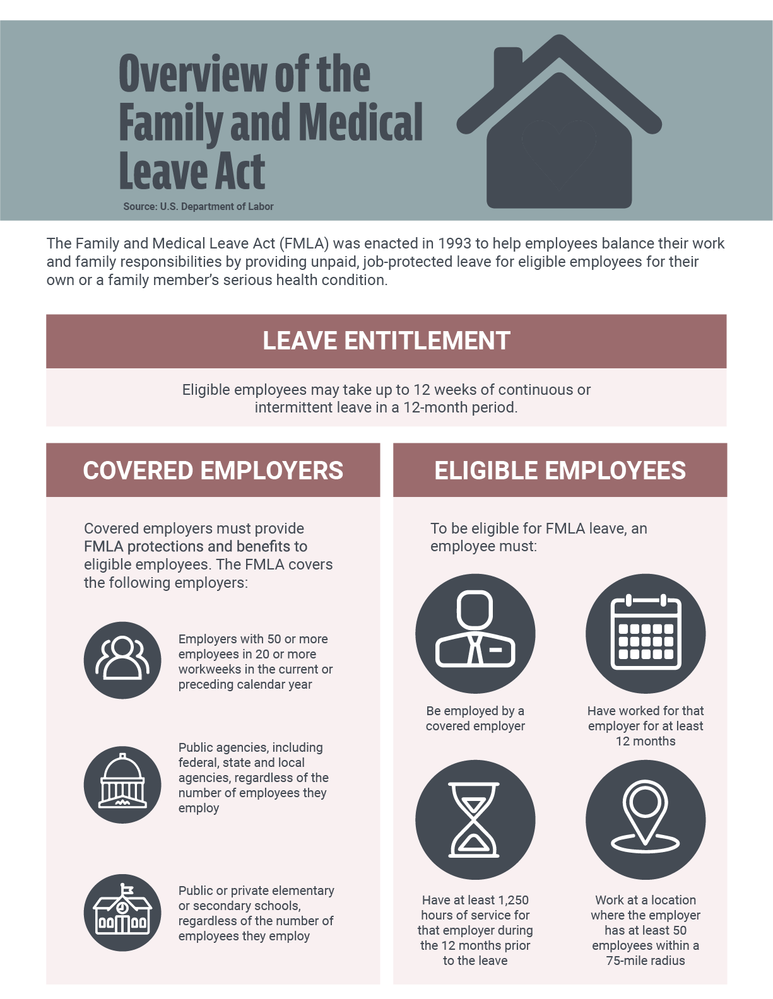 Overview of the
Family and Medical
Leave Act
Source: U.S. Department of Labor
The Family and Medical Leave Act (FMLA) was enacted in 1993 to help employees balance their work
and family responsibilities by providing unpaid, job-protected leave for eligible employees for their
own or a family member’s serious health condition.
LEAVE ENTITLEMENT
Eligible employees may take up to 12 weeks of continuous or
intermittent leave in a 12-month period.
COVERED EMPLOYERS
Covered employers must provide
FMLA protections and benefits to
eligible employees. The FMLA covers
the following employers:
Employers with 50 or more
employees in 20 or more
workweeks in the current or
preceding calendar year
Public agencies, including
federal, state and local
agencies, regardless of the
number of employees they
employ
Public or private elementary
or secondary schools,
regardless of the number of
employees they employ
ELIGIBLE EMPLOYEES
To be eligible for FMLA leave, an
employee must:
Be employed by a
covered employer
Have worked for that
employer for at least
12 months
Have at least 1,250
hours of service for
that employer during
the 12 months prior
to the leave
Work at a location
where the employer
has at least 50
employees within a
75-mile radius